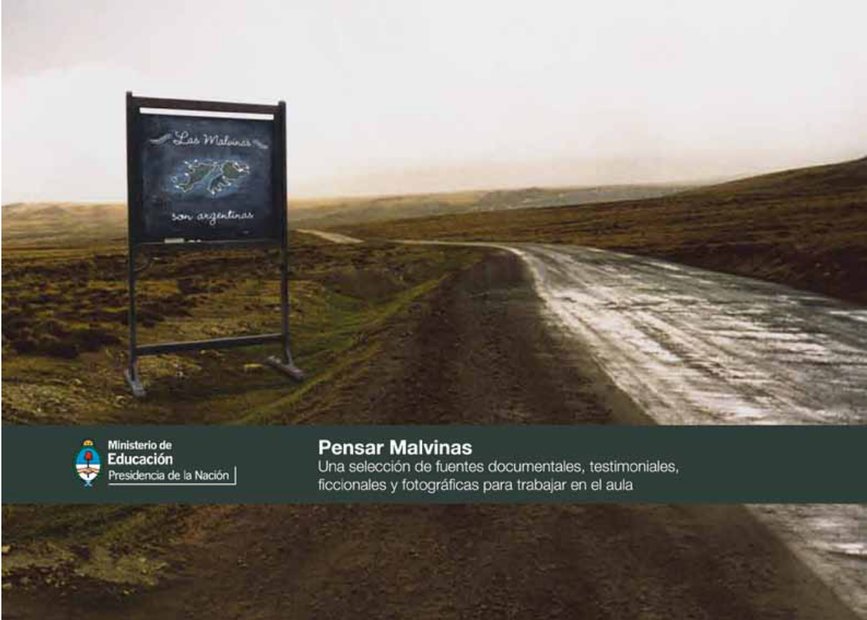 Las Malvinas
son argentinas
Ministerio de
Educación
Presidencia de la Nación
Pensar Malvinas
Una selección de fuentes documentales, testimoniales,
ficcionales y fotográficas para trabajar en el aula